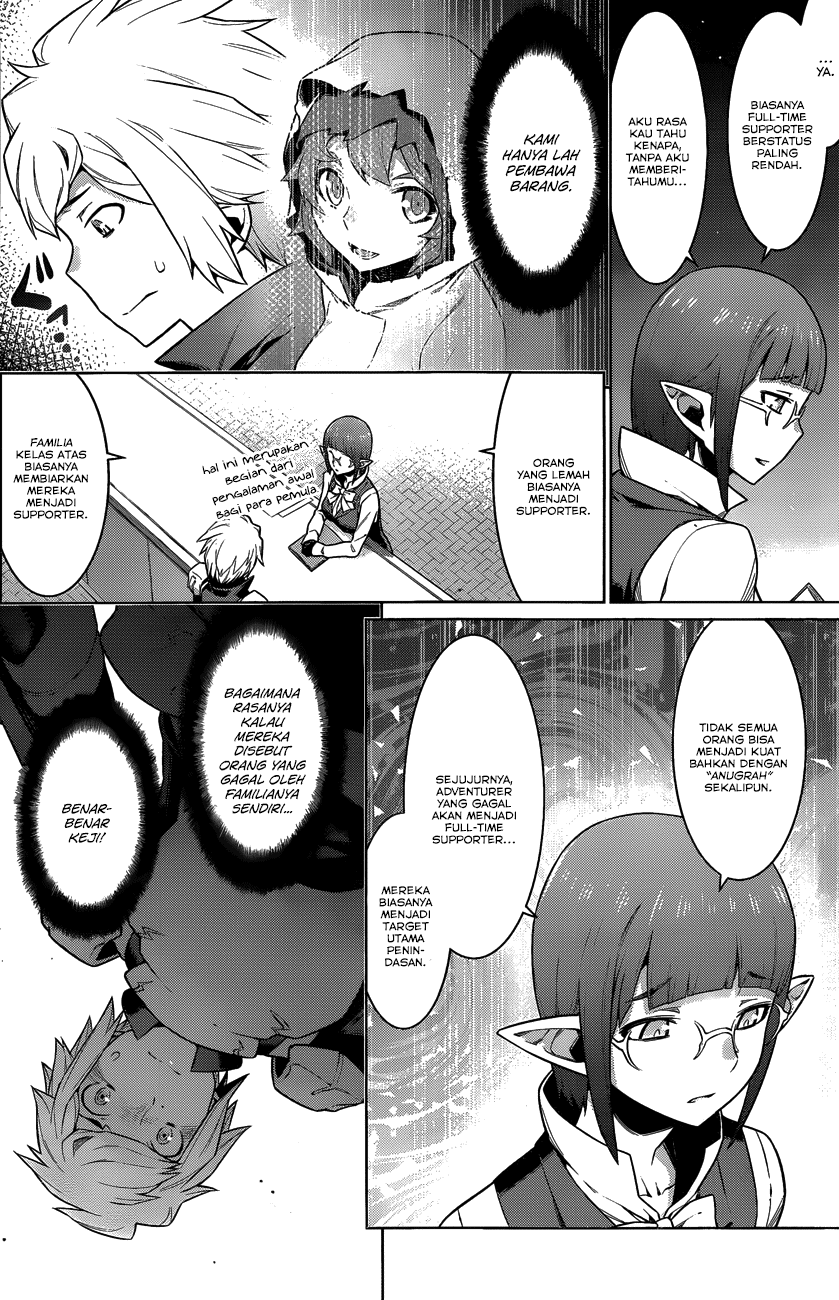 ...
YA.
BIASANYA
FULL-TIME
SUPPORTER
BERSTATUS
PALING
RENDAH.
AKU RASA
KAU TAHU
KENAPA,
TANPA AKU
MEMBERI-
TAHUMU...
KAMI
HANYA LAH
PEMBAWA
BARANG.
ORANG
YANG LEMAH
BIASANYA
MENJADI
SUPPORTER.
hal ini merupakan
begian dari
pengalaman awal
bagi para pemula
FAMILIA
KELAS ATAS
BIASANYA
MEMBIARKAN
MEREKA
MENJADI
SUPPORTER.
TIDAK SEMUA
ORANG BISA
MENJADI KUAT
BAHKAN DENGAN
"ANUGRAH"
SEKALIPUN.
SEJUJURNYA,
ADVENTURER
YANG GAGAL
AKAN MENJADI
FULL-TIME
SUPPORTER...
MEREKA
BIASANYA
MENJADI
TARGET
UTAMA
PENIN-
DASAN.
BAGAIMANA
RASANYA
KALAU
MEREKA
DISEBUT
ORANG YANG
GAGAL OLEH
FAMILIANYA
SENDIRI...
BENAR-
BENAR
KEJI!